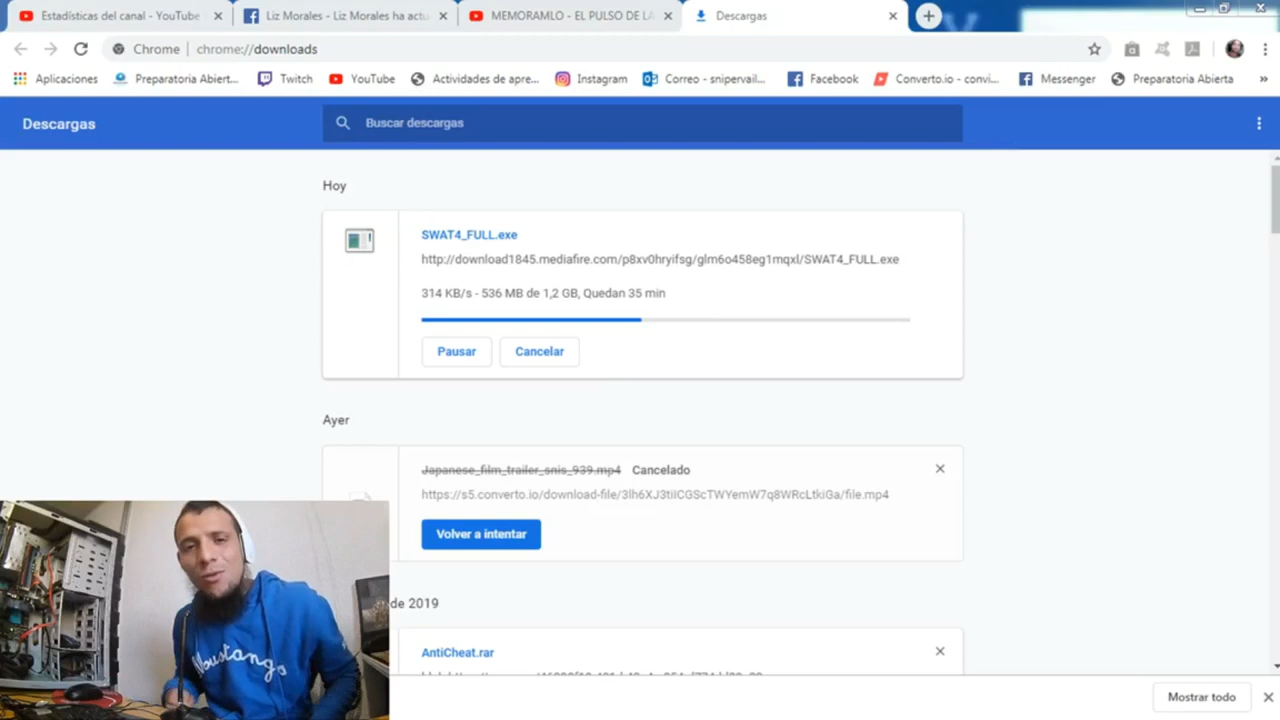 Estadísticas del canal - YouTube
Liz Morales - Liz Morales ha actu
MEMORAMLO - EL PULSO DE LA
Descargas
Chrome | chrome://downloads
Aplicaciones
Preparatoria Abiert...
Twitch
YouTube
Actividades de apre...
Instagram
Correo - snipervail...
Facebook
Converto.io - convi...
Messenger
Preparatoria Abierta
»
Descargas
Buscar descargas
Hoy
SWAT4_FULL.exe
http://download1845.mediafire.com/p8xv0hryifsg/glm6o458eg1mqxl/SWAT4_FULL.exe
314 KB/s - 536 MB de 1,2 GB, Quedan 35 min
Pausar
Cancelar
Ayer
Japanese_film_trailer_snis_939.mp4 Cancelado
https://s5.converto.io/download-file/3lh6XJ3tiICGScTWYemW7q8WRcLtkiGa/file.mp4
Volver a intentar
de 2019
AntiCheat.rar
Mustang
Mostrar todo